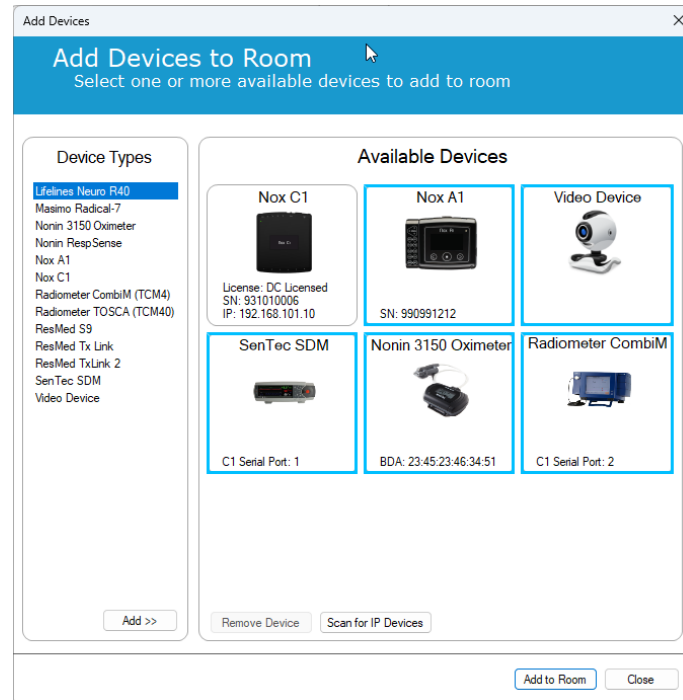 Add Devices
Add Devices to Room
Select one or more available devices to add to room
Device Types
Lifelines Neuro R40
Masimo Radical-7
Nonin 3150 Oximeter
Nonin RespSense
Nox A1
Nox C1
Radiometer CombiM (TCM4)
Radiometer TOSCA (TCM40)
ResMed S9
ResMed Tx Link
ResMed TxLink 2
SenTec SDM
Video Device
Add >>
Available Devices
Nox C1
Nox C1
License: DC Licensed
SN: 931010006
IP: 192.168.101.10
Nox A1
SN: 990991212
Video Device
SenTec SDM
C1 Serial Port: 1
Nonin 3150 Oximeter
BDA: 23:45:23:46:34:51
Radiometer CombiM
C1 Serial Port: 2
Remove Device
Scan for IP Devices
Add to Room
Close